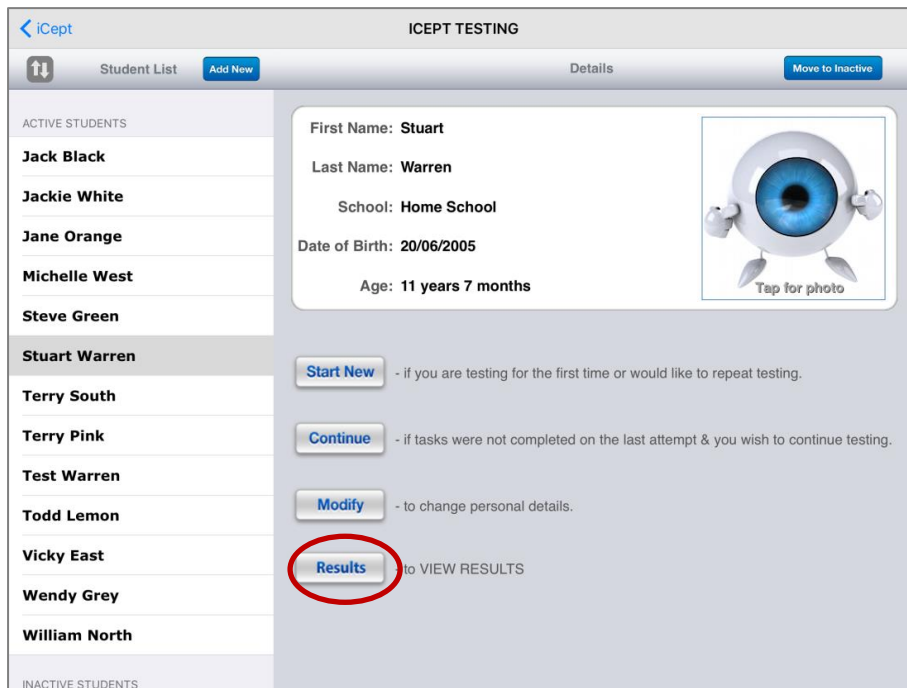 iCept
ICEPT TESTING
Student List
Add New
Details
Move to Inactive
ACTIVE STUDENTS
Jack Black
Jackie White
Jane Orange
Michelle West
Steve Green
Stuart Warren
Terry South
Terry Pink
Test Warren
Todd Lemon
Vicky East
Wendy Grey
William North
INACTIVE STUDENTS
First Name: Stuart
Last Name: Warren
School: Home School
Date of Birth: 20/06/2005
Age: 11 years 7 months
Tap for photo
Start New - if you are testing for the first time or would like to repeat testing.
Continue - if tasks were not completed on the last attempt & you wish to continue testing.
Modify - to change personal details.
Results - to VIEW RESULTS